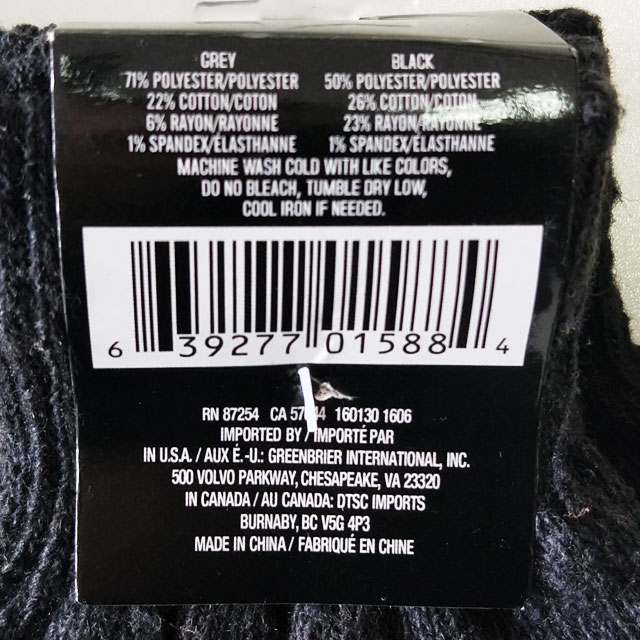 GREY
71% POLYESTER/POLYESTER
22% COTTON/COTON
6% RAYON/RAYONNE
1% SPANDEX/ÉLASTHANNE
BLACK
50% POLYESTER/POLYESTER
26% COTTON/COTON
23% RAYON/RAYONNE
1% SPANDEX/ÉLASTHANNE
MACHINE WASH COLD WITH LIKE COLORS,
DO NO BLEACH, TUMBLE DRY LOW,
COOL IRON IF NEEDED.
6 39277 01588 4
RN 87254 CA 160130 1606
IMPORTED BY / IMPORTÉ PAR
IN U.S.A. / AUX É.-U.: GREENBRIER INTERNATIONAL, INC.
500 VOLVO PARKWAY, CHESAPEAKE, VA 23320
IN CANADA / AU CANADA: DTSC IMPORTS
BURNABY, BC V5G 4P3
MADE IN CHINA / FABRIQUÉ EN CHINE